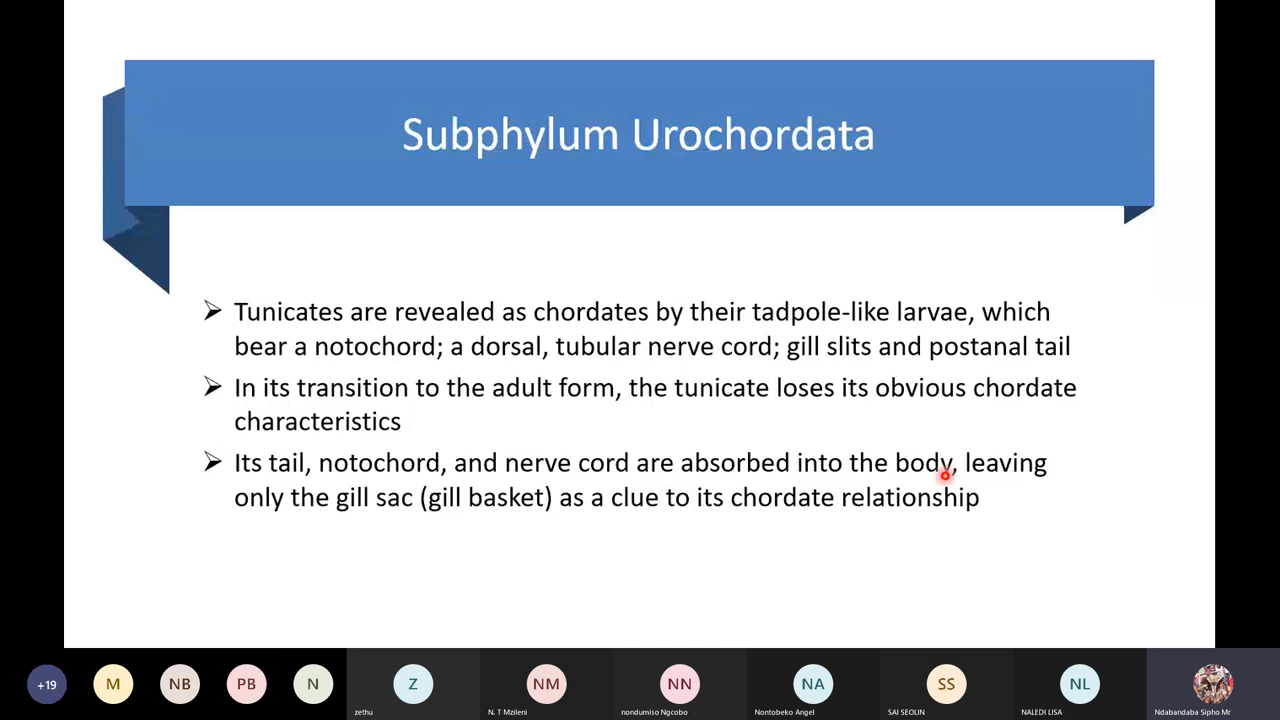 Subphylum Urochordata
Tunicates are revealed as chordates by their tadpole-like larvae, which
bear a notochord; a dorsal, tubular nerve cord; gill slits and postanal tail
In its transition to the adult form, the tunicate loses its obvious chordate
characteristics
Its tail, notochord, and nerve cord are absorbed into the body, leaving
only the gill sac (gill basket) as a clue to its chordate relationship
+19 M NB PB N Z NM NN NA SS NL
zethu N. T Mzileni nondumiso Ngcobo Nontobeko Angel SAI SEOLIN NALEDI LISA Ndabandaba Sipho Mr